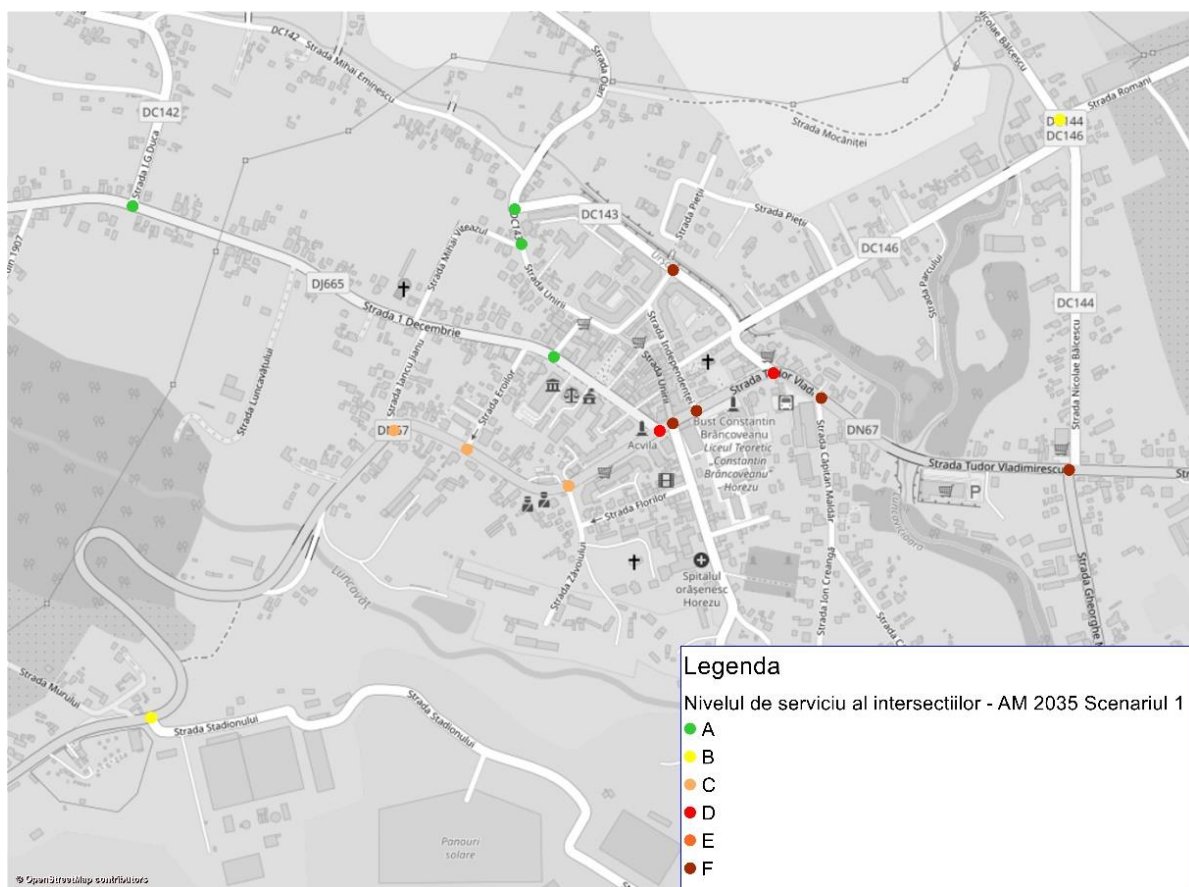 DC142
Strada Mihai Eminescu
Strada Olari
Nicolae Bălcescu
Strada Romani
DC142
Strada I.G.Duca
Strada Mocăniței
DC144
DC146
Strada Pieții
Strada Pieții
DC143
DC143
Strada Mihai Viteazul
DC146
Strada Parcului
DJ665
Strada Unirii
DC144
Strada 1 Decembrie
Strada Independenței
Strada Nicolae Bălcescu
Strada Luncavățului
Strada Iancu Jianu
Strada Eroilor
Strada Unirii
Strada Tudor Vlad
DN67
Acvila
Bust Constantin
Brâncoveanu
Liceul Teoretic
„Constantin
Brâncoveanu"
Horezu
DN67
Strada Căpitan Maldăr
Strada Tudor Vladimirescu
P
Strada Florilor
Luncavăț
Strada Zăvoiului
Spitalul
orășenesc
Horezu
Strada Ion Creangă
Strada Gheorghe
Strada Murului
Strada Stadionului
Strada Stadionului
Panouri
solare
Legenda
Nivelul de serviciu al intersectiilor - AM 2035 Scenariul 1
A
B
C
D
E
F
© OpenStreetMap contributors